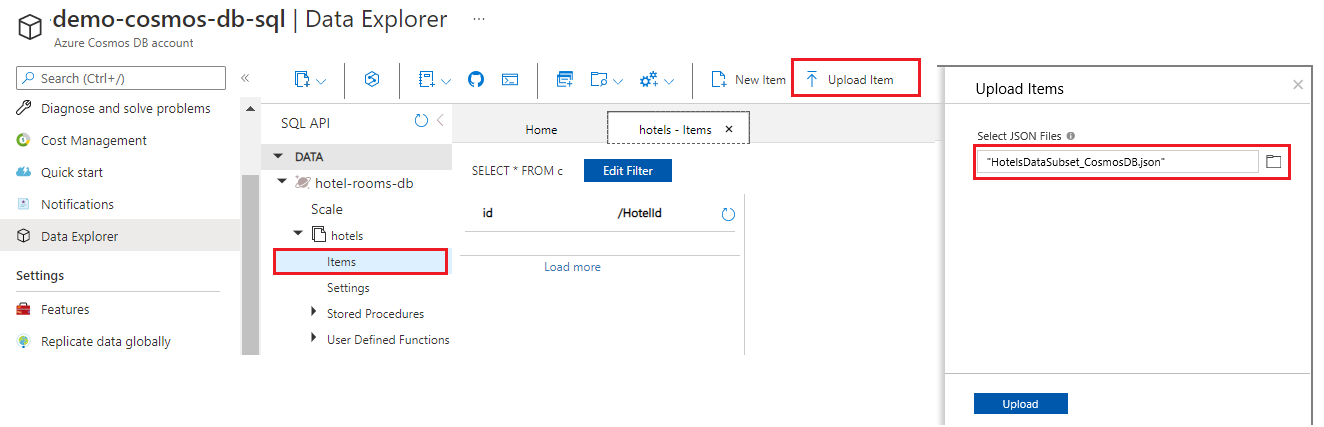 demo-cosmos-db-sql | Data Explorer ...
Azure Cosmos DB account
Search (Ctrl+/)
«
Diagnose and solve problems
Cost Management
Quick start
Notifications
Data Explorer
Settings
Features
Replicate data globally
New Item
Upload Item
SQL API
DATA
hotel-rooms-db
Scale
hotels
Items
Settings
Stored Procedures
User Defined Functions
Home
hotels - Items ×
SELECT * FROM c
Edit Filter
id /HotelId
Load more
Upload Items ×
Select JSON Files
"HotelsDataSubset_CosmosDB.json"
Upload